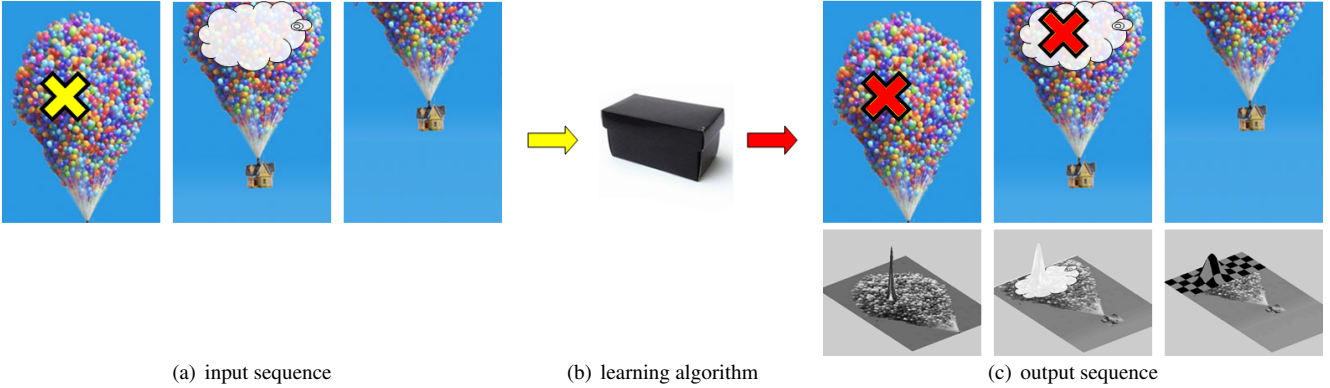 (a) input sequence
(b) learning algorithm
(c) output sequence